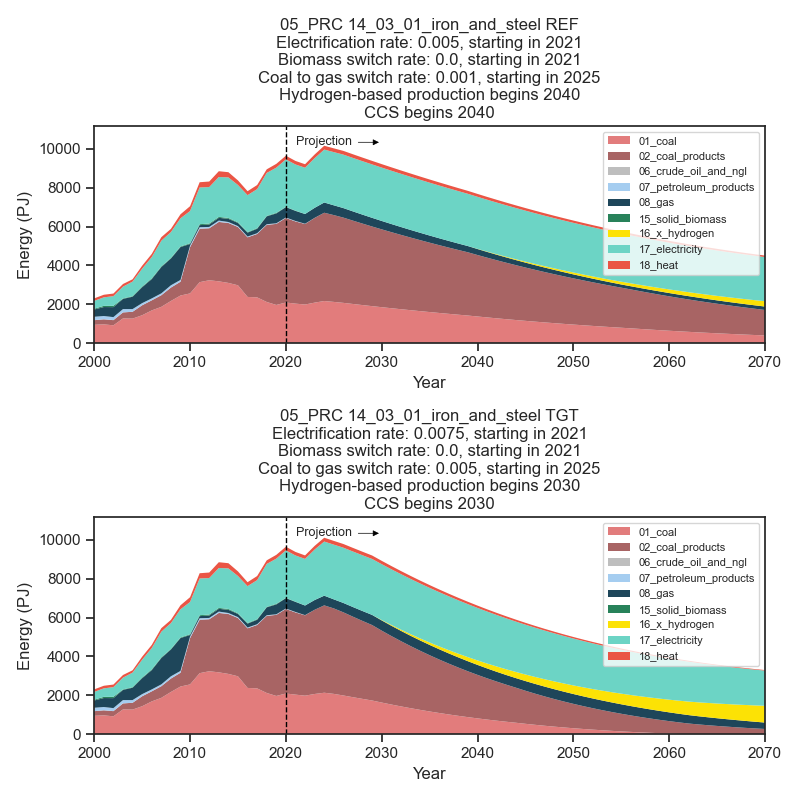 05_PRC 14_03_01_iron_and_steel REF
Electrification rate: 0.005, starting in 2021
Biomass switch rate: 0.0, starting in 2021
Coal to gas switch rate: 0.001, starting in 2025
Hydrogen-based production begins 2040
CCS begins 2040
Projection
01_coal
02_coal_products
06_crude_oil_and_ngl
07_petroleum_products
08_gas
15_solid_biomass
16_x_hydrogen
17_electricity
18_heat
Energy (PJ)
10000
8000
6000
4000
2000
0
2000 2010 2020 2030 2040 2050 2060 2070
Year
05_PRC 14_03_01_iron_and_steel TGT
Electrification rate: 0.0075, starting in 2021
Biomass switch rate: 0.0, starting in 2021
Coal to gas switch rate: 0.005, starting in 2025
Hydrogen-based production begins 2030
CCS begins 2030
Projection
01_coal
02_coal_products
06_crude_oil_and_ngl
07_petroleum_products
08_gas
15_solid_biomass
16_x_hydrogen
17_electricity
18_heat
Energy (PJ)
10000
8000
6000
4000
2000
0
2000 2010 2020 2030 2040 2050 2060 2070
Year